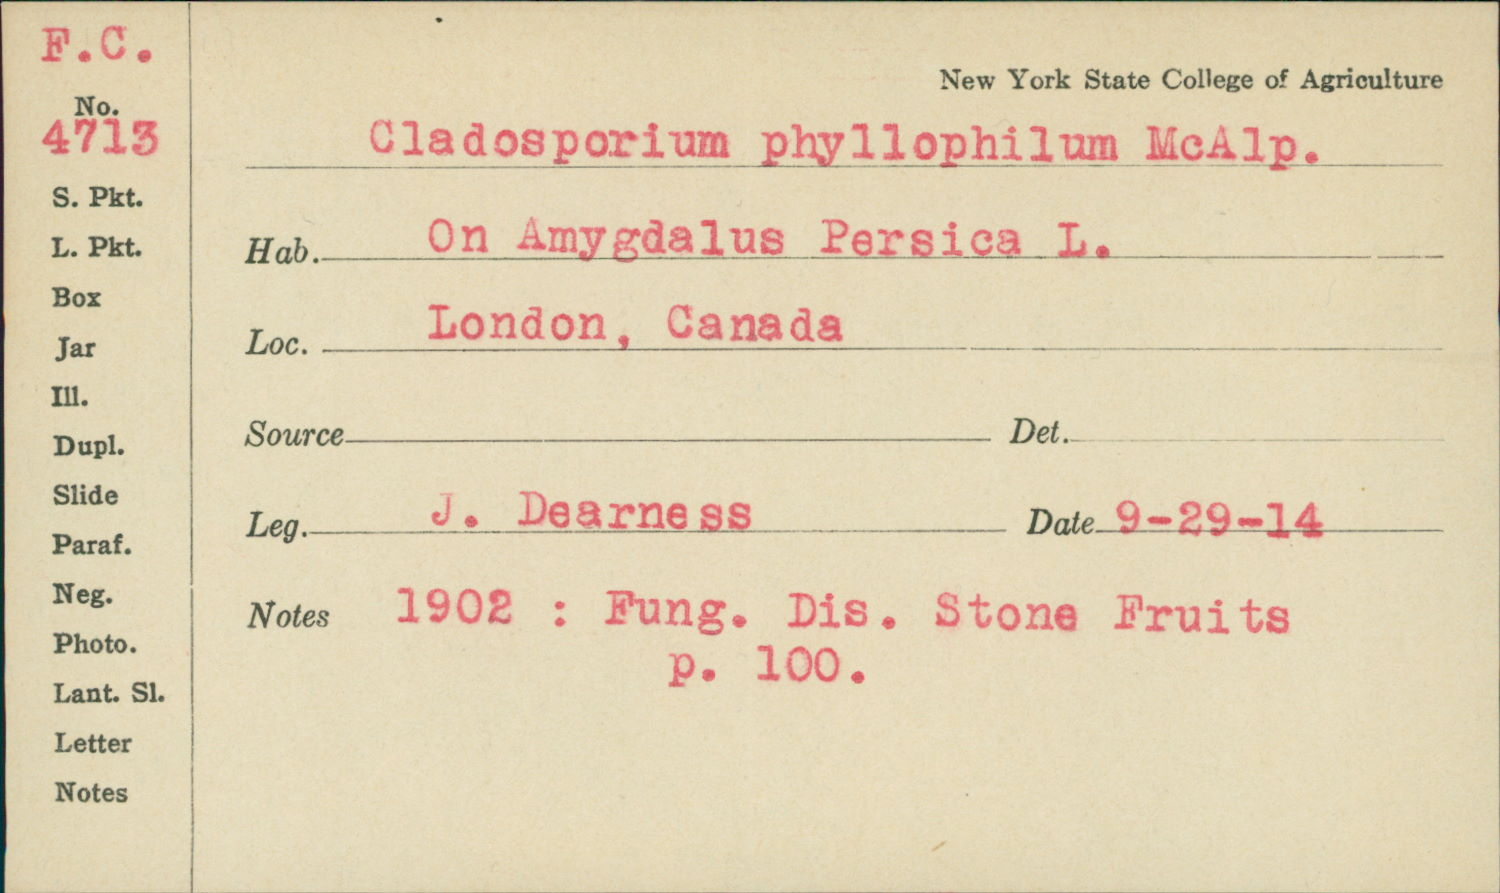 F.C.
No.
4713
S. Pkt.
L. Pkt.
Box
Jar
Ill.
Dupl.
Slide
Paraf.
Neg.
Photo.
Lant. Sl.
Letter
Notes
New York State College of Agriculture
Cladosporium phyllophilum McAlp.
Hab. On Amygdalus Persica L.
Loc. London, Canada
Source Det.
Leg. J. Dearness Date 9-29-14
Notes 1902 : Fung. Dis. Stone Fruits
p. 100.